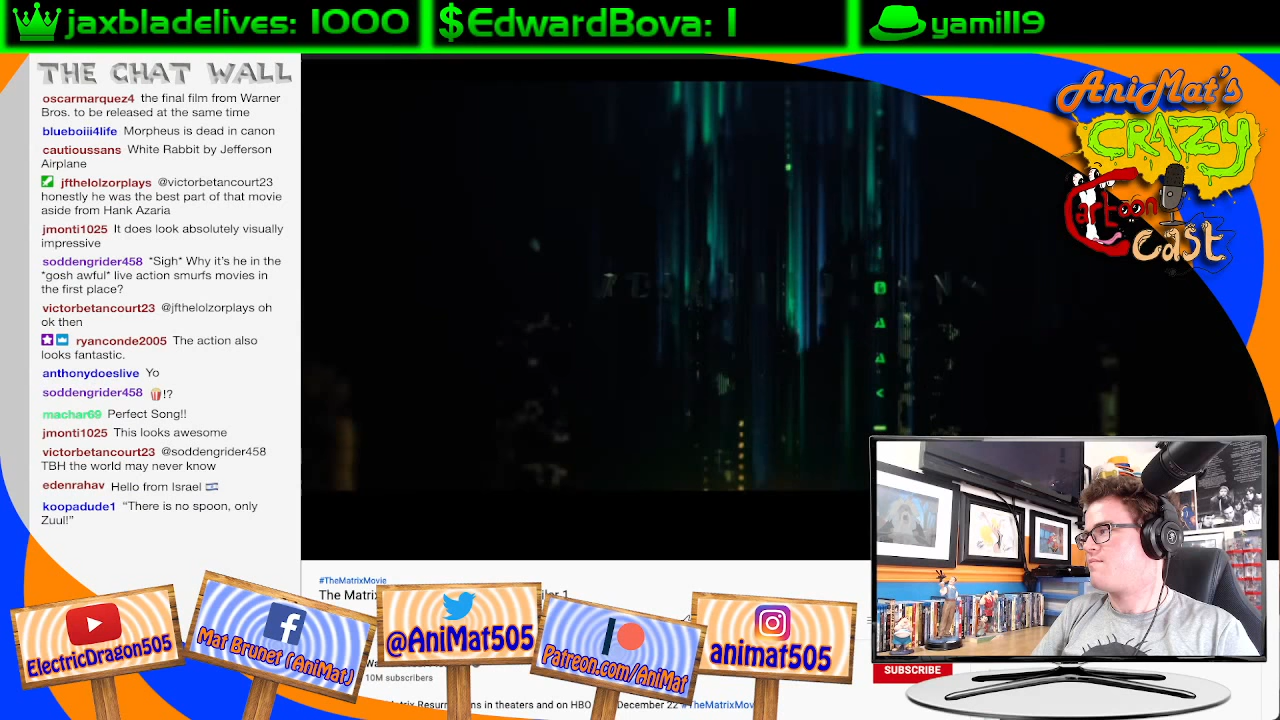 jaxbladelives: 1000
$EdwardBova: 1
yamill9
THE CHAT WALL
oscarmarquez4 the final film from Warner
Bros. to be released at the same time
blueboiii4life Morpheus is dead in canon
cautioussans White Rabbit by Jefferson
Airplane
jfthelolzorplays @victorbetancourt23
honestly he was the best part of that movie
aside from Hank Azaria
jmonti1025 It does look absolutely visually
impressive
soddengrider458 *Sigh* Why it's he in the
*gosh awful* live action smurfs movies in
the first place?
victorbetancourt23 @jfthelolzorplays oh
ok then
ryanconde2005 The action also
looks fantastic.
anthonydoeslive Yo
soddengrider458 🍿!?
machar69 Perfect Song!!
jmonti1025 This looks awesome
victorbetancourt23 @soddengrider458
TBH the world may never know
edenrahav Hello from Israel 🇮🇱
koopadude1 “There is no spoon, only
Zuul!”
AniMat's
CRAZY
Cartoon
Cast
#TheMatrixMovie
The Matri
1
10M subscribers
SUBSCRIBE
in theaters and on HBO
December 22 #TheMatrixMov
ElectricDragon505
Mat Brunet (AniMat)
@AniMat505
Patreon.com/AniMat
animat505